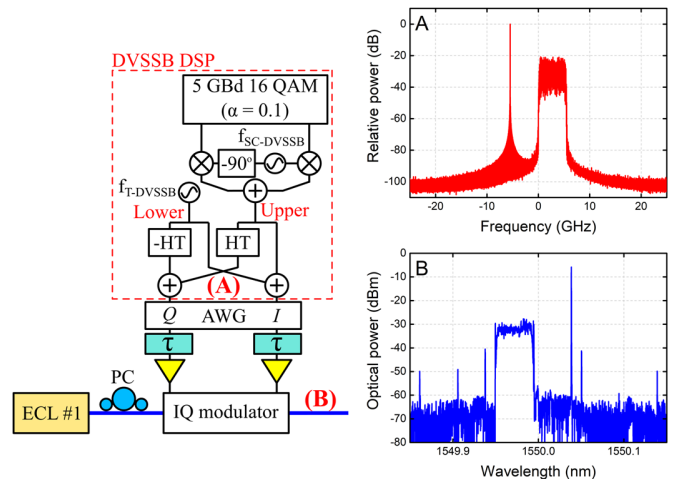 DVSSB DSP
5 GBd 16 QAM
(α = 0.1)
fSC-DVSSB
-90º
fT-DVSSB
Lower
Upper
-HT
HT
(A)
Q AWG I
τ τ
PC
ECL #1
IQ modulator
(B)
A
Relative power (dB)
0
-20
-40
-60
-80
-100
-20 -10 0 10 20
Frequency (GHz)
B
Optical power (dBm)
0
-10
-20
-30
-40
-50
-60
-70
-80
1549.9 1550.0 1550.1
Wavelength (nm)